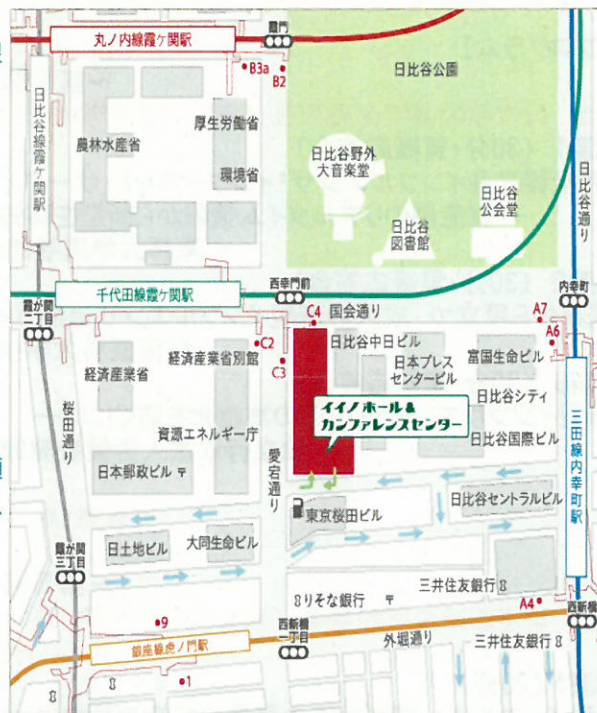 丸ノ内線霞ケ関駅
霞門
B3a
B2
日比谷公園
日比谷線霞ケ関駅
厚生労働省
農林水産省
環境省
日比谷野外
大音楽堂
日比谷
公会堂
日比谷
図書館
日比谷通り
千代田線霞ケ関駅
西幸門前
内幸町
霞が関
二丁目
C4
国会通り
A7
A6
C2
C3
経済産業省
経済産業省別館
日比谷中日ビル
日本プレス
センタービル
富国生命ビル
イイノホール&
カンファレンスセンター
日比谷シティ
日比谷国際ビル
桜田通り
資源エネルギー庁
日本郵政ビル 〒
愛宕通り
三田線内幸町駅
東京桜田ビル
日比谷セントラルビル
霞が関
三丁目
日土地ビル
大同生命ビル
りそな銀行
〒
三井住友銀行
9
銀座線虎ノ門駅
西新橋
一丁目
外堀通り
A4
西新橋
三井住友銀行
1